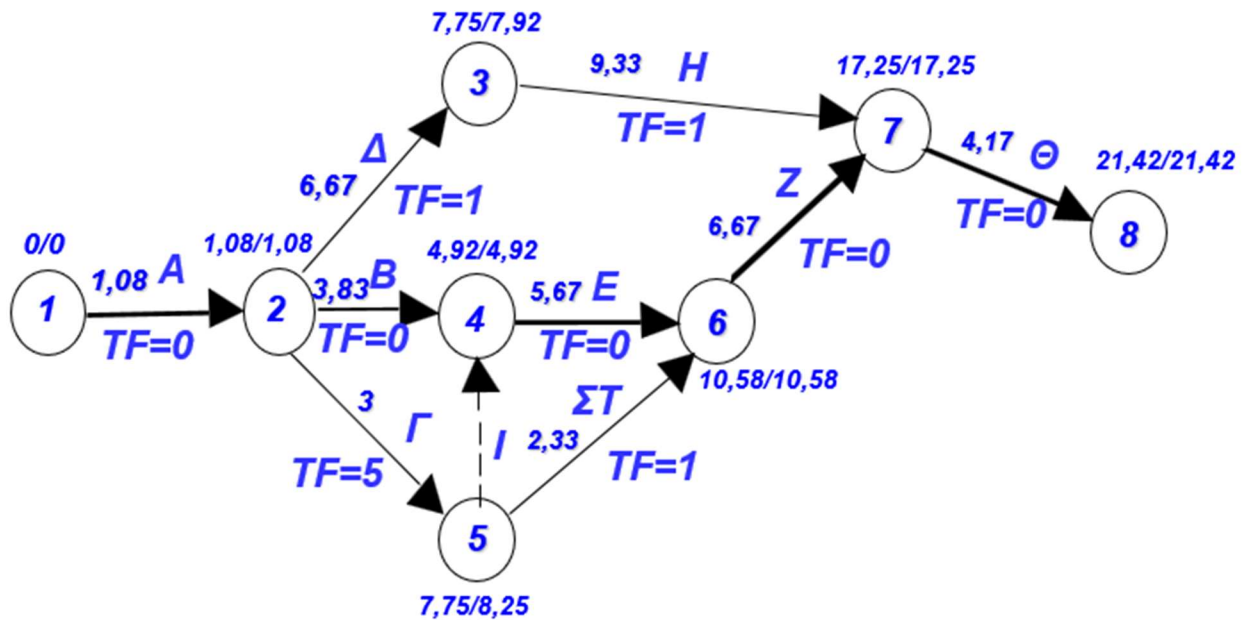 7,75/7,92
3
9,33 H
TF=1
17,25/17,25
7
4,17 Θ
TF=0
21,42/21,42
8
Δ
6,67
TF=1
Z
6,67
TF=0
0/0
1
1,08 A
TF=0
1,08/1,08
2
3,83 B
TF=0
4,92/4,92
4
5,67 E
TF=0
6
10,58/10,58
3
Γ
TF=5
I
ΣΤ
2,33
TF=1
5
7,75/8,25